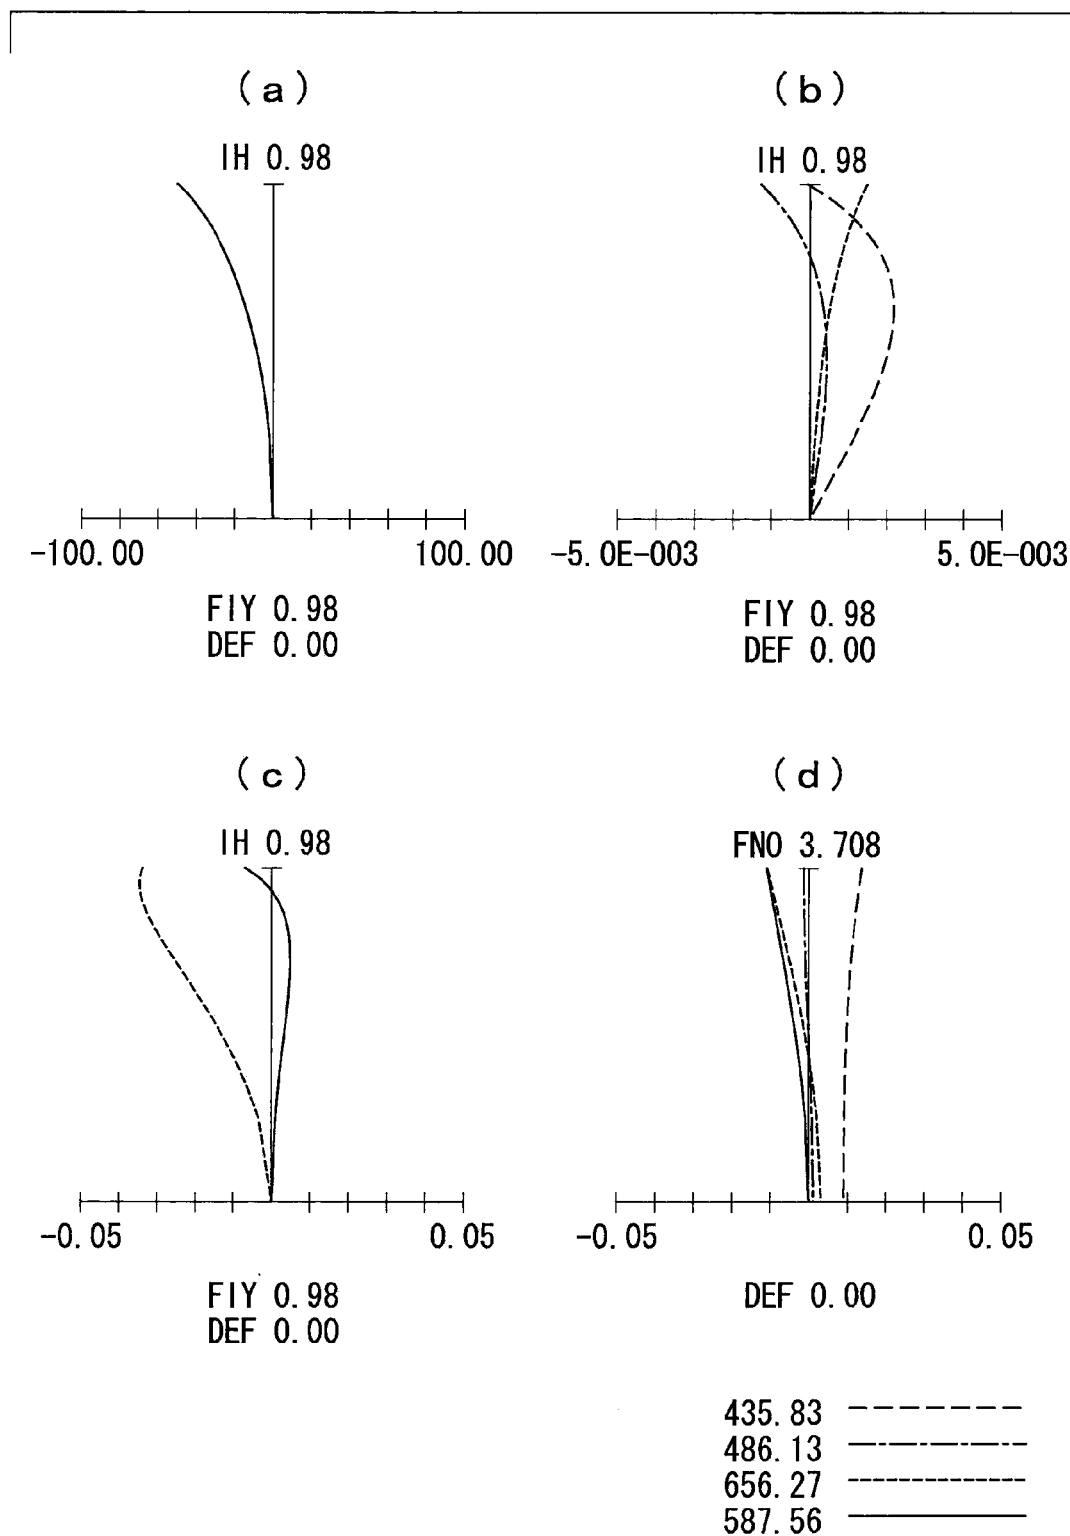 (a)
IH 0.98
-100.00 100.00
FIY 0.98
DEF 0.00
(b)
IH 0.98
-5.0E-003 5.0E-003
FIY 0.98
DEF 0.00
(c)
IH 0.98
-0.05 0.05
FIY 0.98
DEF 0.00
(d)
FNO 3.708
-0.05 0.05
DEF 0.00
435.83
486.13
656.27
587.56